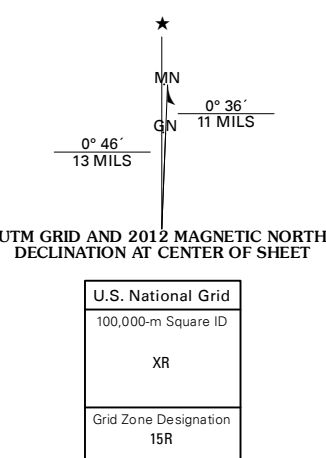 ★
MN
0° 36´
11 MILS
GN
0° 46´
13 MILS
UTM GRID AND 2012 MAGNETIC NORTH
DECLINATION AT CENTER OF SHEET
U.S. National Grid
100,000-m Square ID
XR
Grid Zone Designation
15R